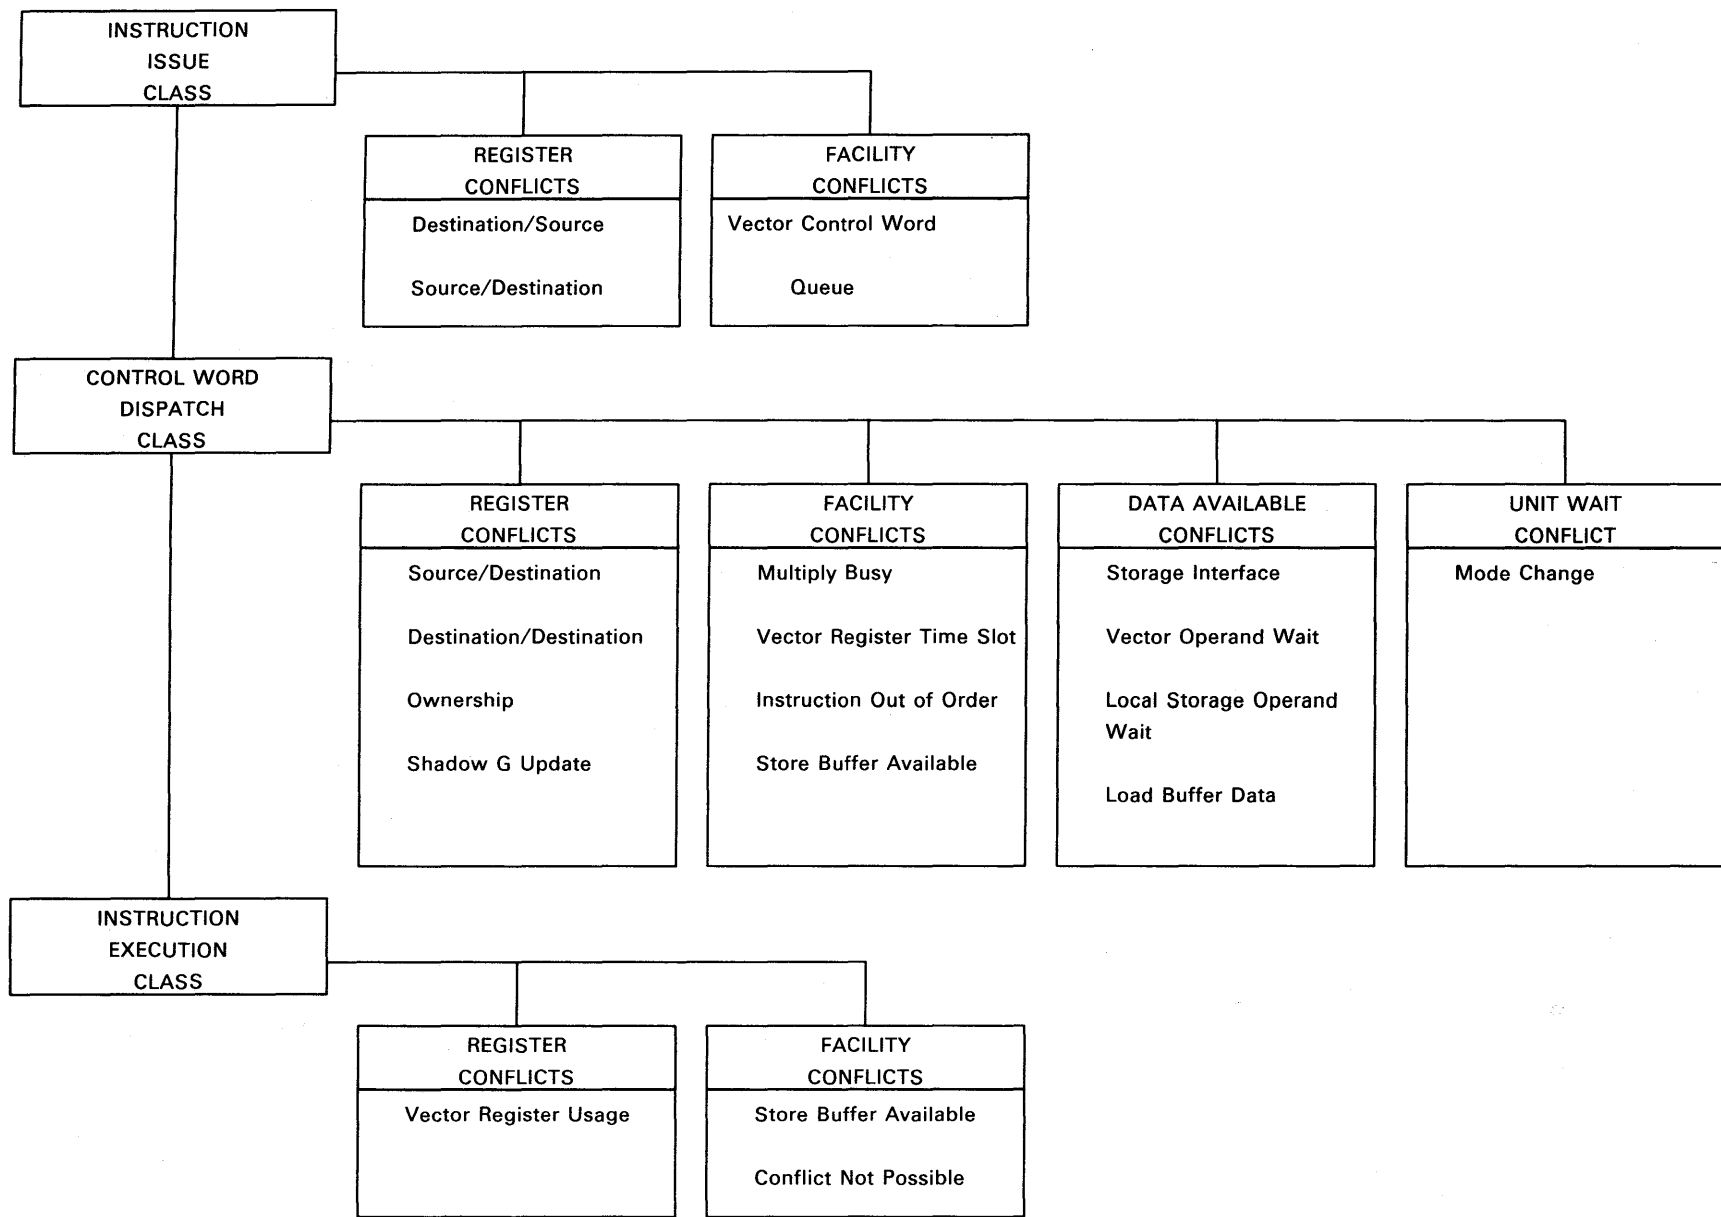 INSTRUCTION
ISSUE
CLASS
REGISTER
CONFLICTS
Destination/Source
Source/Destination
FACILITY
CONFLICTS
Vector Control Word
Queue
CONTROL WORD
DISPATCH
CLASS
REGISTER
CONFLICTS
Source/Destination
Destination/Destination
Ownership
Shadow G Update
FACILITY
CONFLICTS
Multiply Busy
Vector Register Time Slot
Instruction Out of Order
Store Buffer Available
DATA AVAILABLE
CONFLICTS
Storage Interface
Vector Operand Wait
Local Storage Operand
Wait
Load Buffer Data
UNIT WAIT
CONFLICT
Mode Change
INSTRUCTION
EXECUTION
CLASS
REGISTER
CONFLICTS
Vector Register Usage
FACILITY
CONFLICTS
Store Buffer Available
Conflict Not Possible